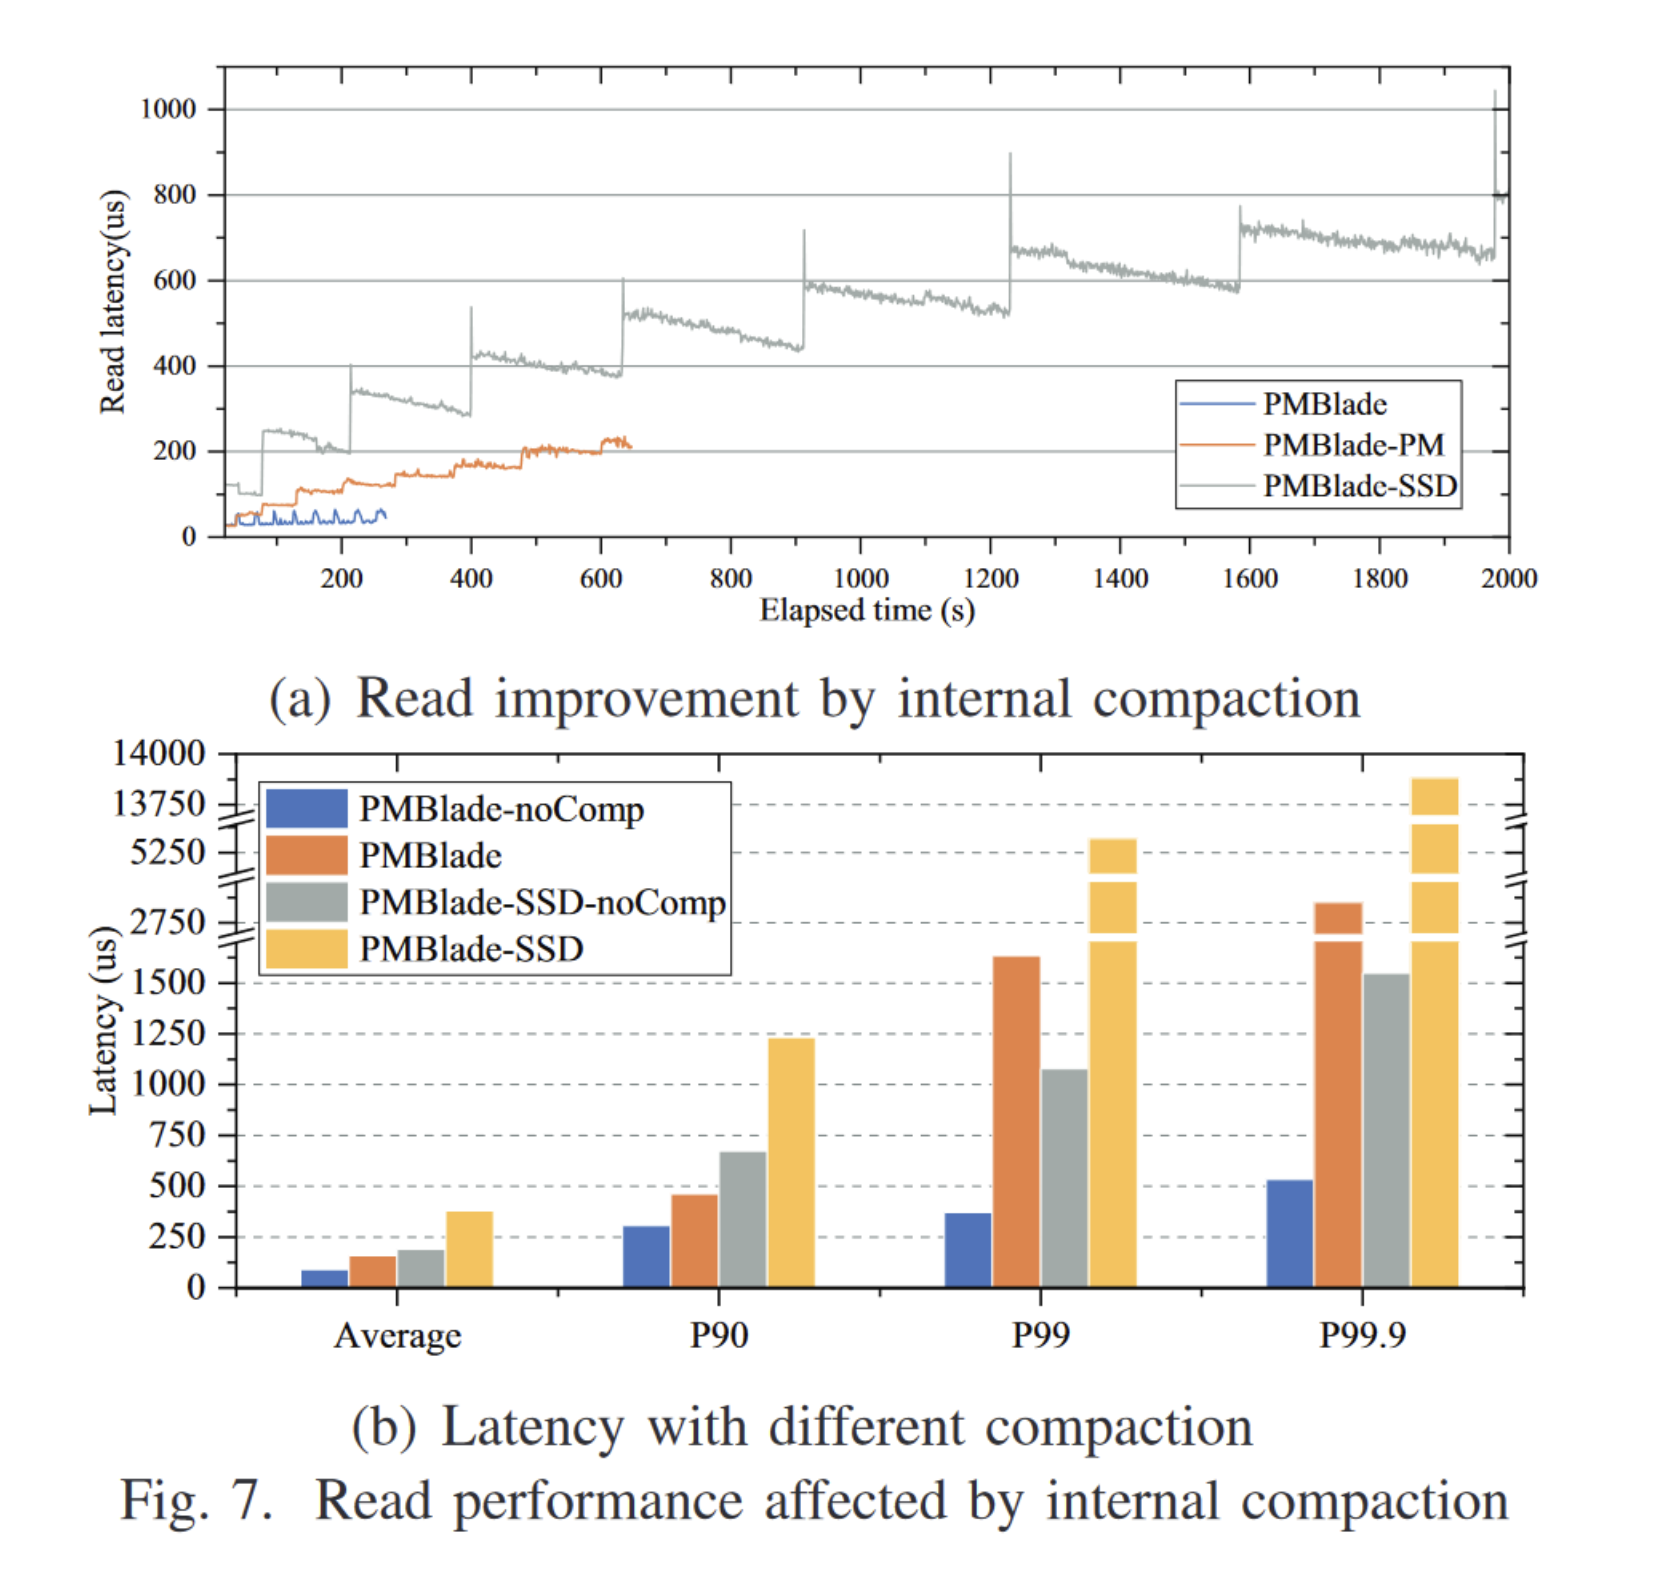 1000
800
600
400
200
0
Read latency(us)
PMBlade
PMBlade-PM
PMBlade-SSD
200 400 600 800 1000 1200 1400 1600 1800 2000
Elapsed time (s)
(a) Read improvement by internal compaction
14000
13750
5250
2750
1500
1250
1000
750
500
250
0
Latency (us)
PMBlade-noComp
PMBlade
PMBlade-SSD-noComp
PMBlade-SSD
Average P90 P99 P99.9
(b) Latency with different compaction
Fig. 7. Read performance affected by internal compaction